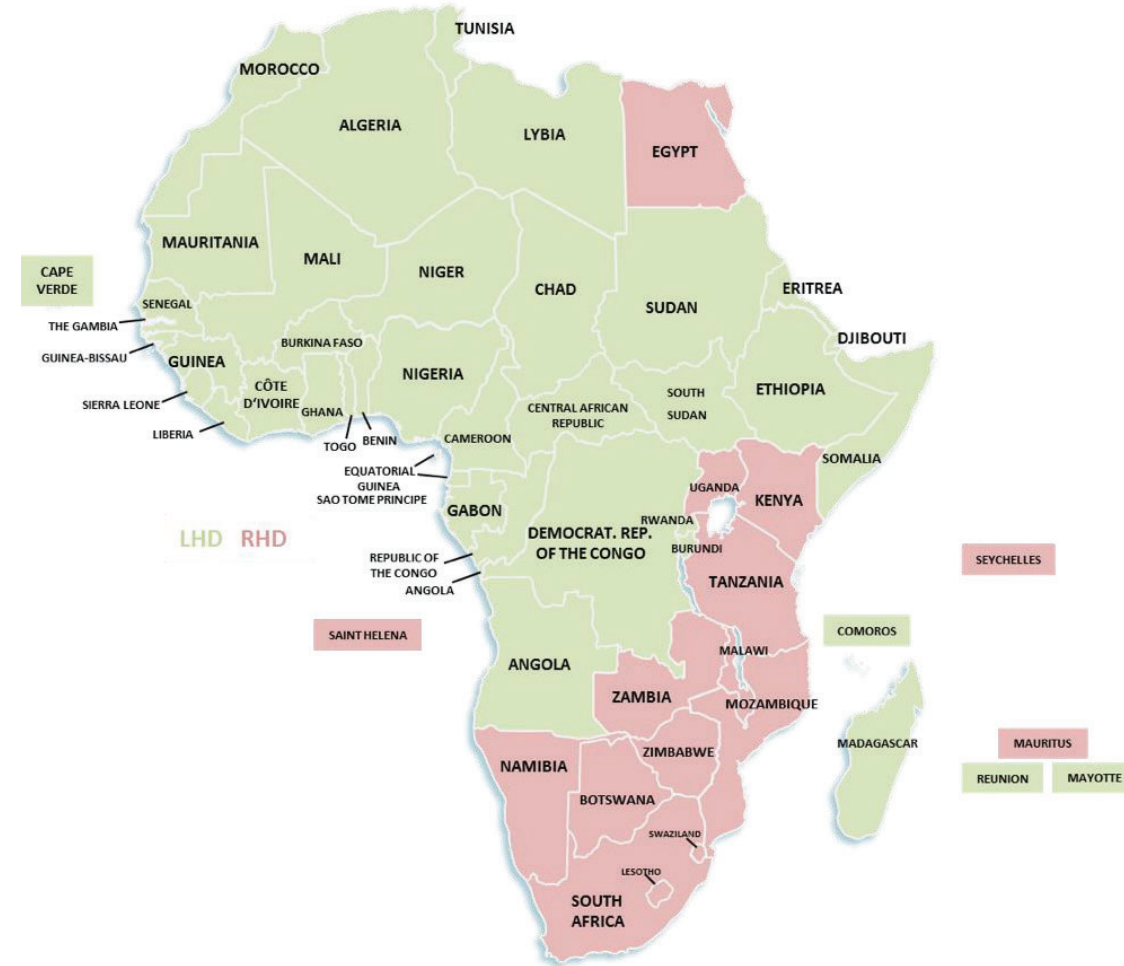 TUNISIA
MOROCCO
ALGERIA
LYBIA
EGYPT
MAURITANIA
MALI
NIGER
CHAD
SUDAN
ERITREA
CAPE
VERDE
SENEGAL
THE GAMBIA
BURKINA FASO
DJIBOUTI
GUINEA-BISSAU
GUINEA
NIGERIA
CÔTE
D'IVOIRE
ETHIOPIA
SOUTH
SUDAN
SIERRA LEONE
GHANA
CENTRAL AFRICAN
REPUBLIC
LIBERIA
TOGO
BENIN
CAMEROON
SOMALIA
EQUATORIAL
GUINEA
SAO TOME PRINCIPE
UGANDA
KENYA
GABON
RWANDA
LHD RHD
DEMOCRAT. REP.
OF THE CONGO
BURUNDI
REPUBLIC OF
THE CONGO
ANGOLA
TANZANIA
SEYCHELLES
SAINT HELENA
COMOROS
ANGOLA
MALAWI
ZAMBIA
MOZAMBIQUE
MADAGASCAR
MAURITUS
ZIMBABWE
NAMIBIA
REUNION
MAYOTTE
BOTSWANA
SWAZILAND
LESOTHO
SOUTH
AFRICA